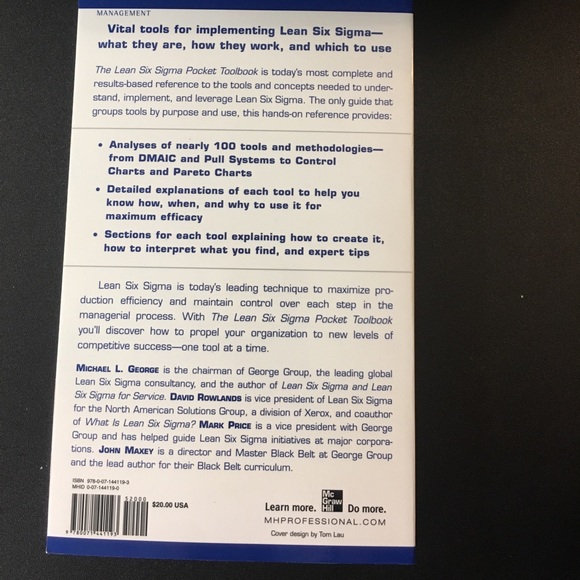 MANAGEMENT
Vital tools for implementing Lean Six Sigma—
what they are, how they work, and which to use
The Lean Six Sigma Pocket Toolbook is today's most complete and
results-based reference to the tools and concepts needed to under-
stand, implement, and leverage Lean Six Sigma. The only guide that
groups tools by purpose and use, this hands-on reference provides:
• Analyses of nearly 100 tools and methodologies—
from DMAIC and Pull Systems to Control
Charts and Pareto Charts
• Detailed explanations of each tool to help you
know how, when, and why to use it for
maximum efficacy
• Sections for each tool explaining how to create it,
how to interpret what you find, and expert tips
Lean Six Sigma is today's leading technique to maximize pro-
duction efficiency and maintain control over each step in the
managerial process. With The Lean Six Sigma Pocket Toolbook
you'll discover how to propel your organization to new levels of
competitive success—one tool at a time.
MICHAEL L. GEORGE is the chairman of George Group, the leading global
Lean Six Sigma consultancy, and the author of Lean Six Sigma and Lean
Six Sigma for Service. DAVID ROWLANDS is vice president of Lean Six Sigma
for the North American Solutions Group, a division of Xerox, and coauthor
of What Is Lean Six Sigma? MARK PRICE is a vice president with George
Group and has helped guide Lean Six Sigma initiatives at major corpora-
tions. JOHN MAXEY is a director and Master Black Belt at George Group
and the lead author for their Black Belt curriculum.
ISBN 978-0-07-144119-3
MHID 0-07-144119-0
52000
$20.00 USA
9 780071 441193
Learn more. Mc Graw Hill Do more.
MHPROFESSIONAL.COM
Cover design by Tom Lau